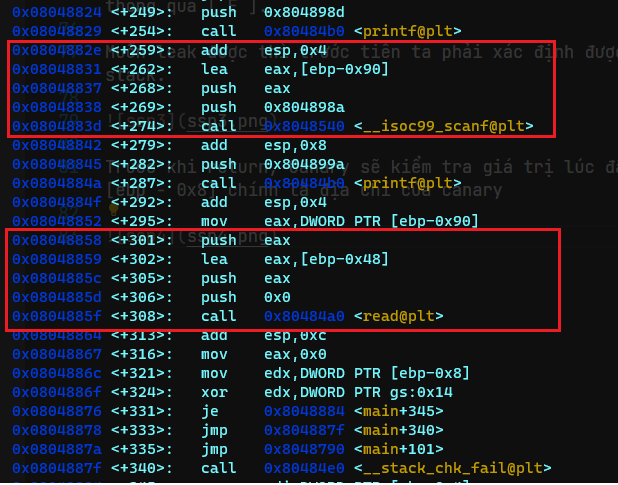 thông qua
0x08048824 <+249>: push 0x804898d
0x08048829 <+254>: call 0x80484b0 <printf@plt>
0x0804882e <+259>: add esp,0x4
0x08048831 <+262>: lea eax,[ebp-0x90]
0x08048837 <+268>: push eax
0x08048838 <+269>: push 0x804898a
0x0804883d <+274>: call 0x8048540 <__isoc99_scanf@plt>
0x08048842 <+279>: add esp,0x8
0x08048845 <+282>: push 0x804899a
0x0804884a <+287>: call 0x80484b0 <printf@plt>
0x0804884f <+292>: add esp,0x4
0x08048852 <+295>: mov eax,DWORD PTR [ebp-0x90]
0x08048858 <+301>: push eax
0x08048859 <+302>: lea eax,[ebp-0x48]
0x0804885c <+305>: push eax
0x0804885d <+306>: push 0x0
0x0804885f <+308>: call 0x80484a0 <read@plt>
0x08048864 <+313>: add esp,0xc
0x08048867 <+316>: mov eax,0x0
0x0804886c <+321>: mov edx,DWORD PTR [ebp-0x8]
0x0804886f <+324>: xor edx,DWORD PTR gs:0x14
0x08048876 <+331>: je 0x8048884 <main+345>
0x08048878 <+333>: jmp 0x804887f <main+340>
0x0804887a <+335>: jmp 0x8048790 <main+101>
0x0804887f <+340>: call 0x80484e0 <__stack_chk_fail@plt>